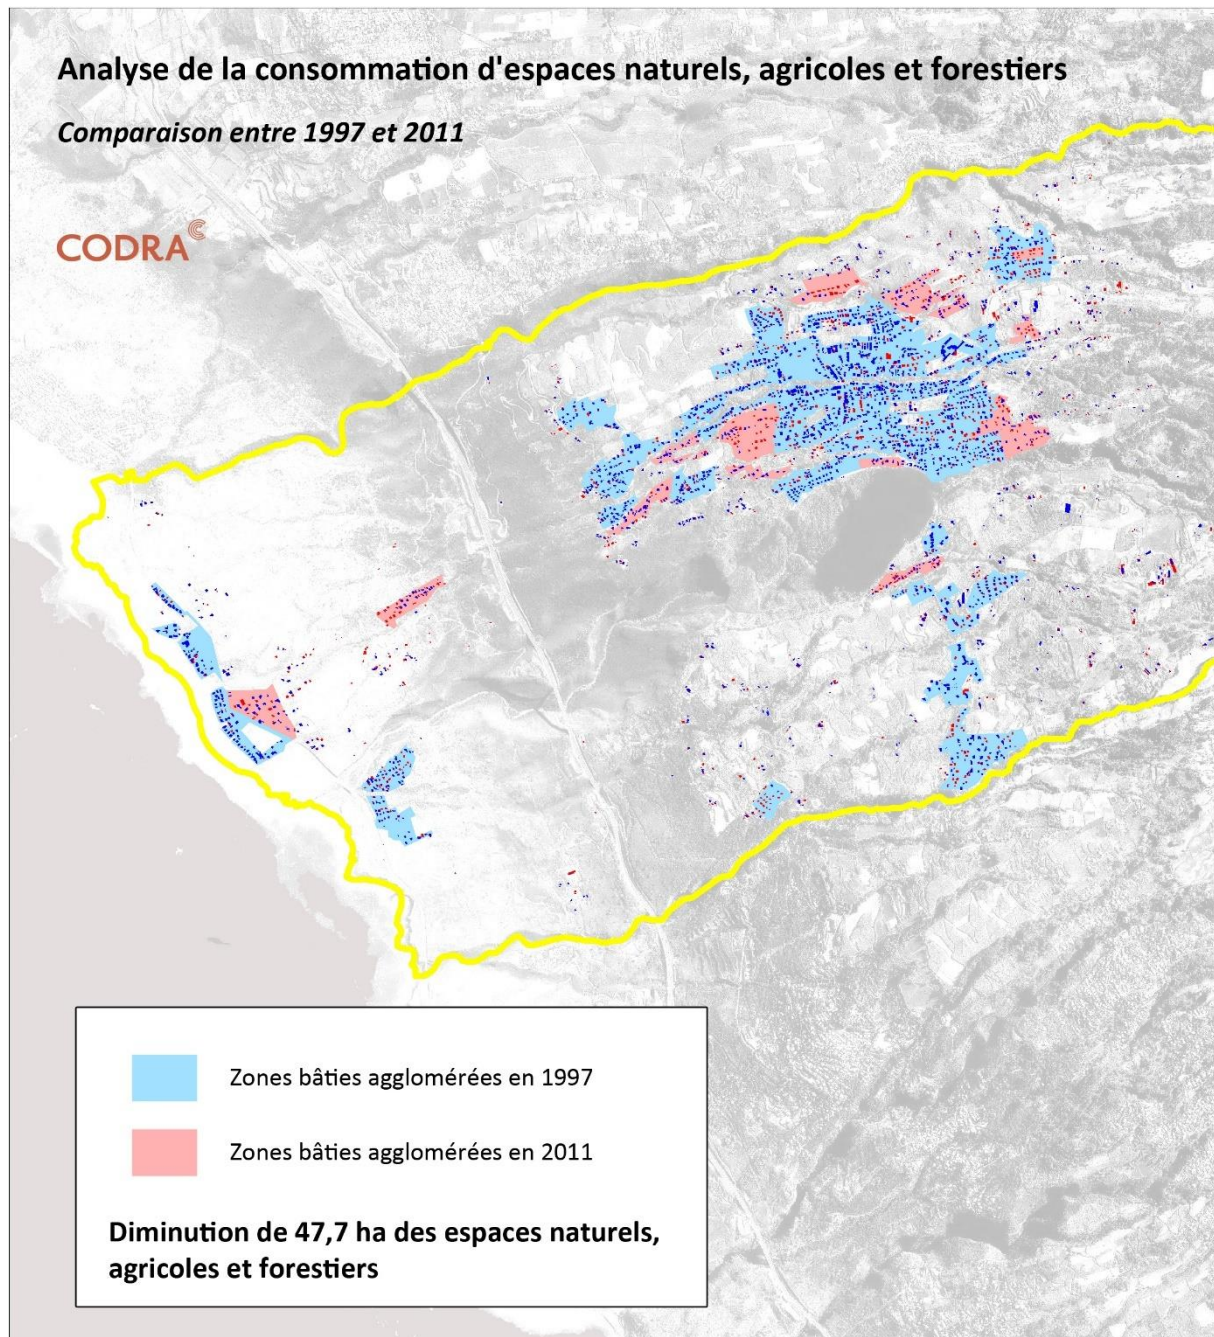 Analyse de la consommation d'espaces naturels, agricoles et forestiers
Comparaison entre 1997 et 2011
CODRA
Zones bâties agglomérées en 1997
Zones bâties agglomérées en 2011
Diminution de 47,7 ha des espaces naturels,
agricoles et forestiers